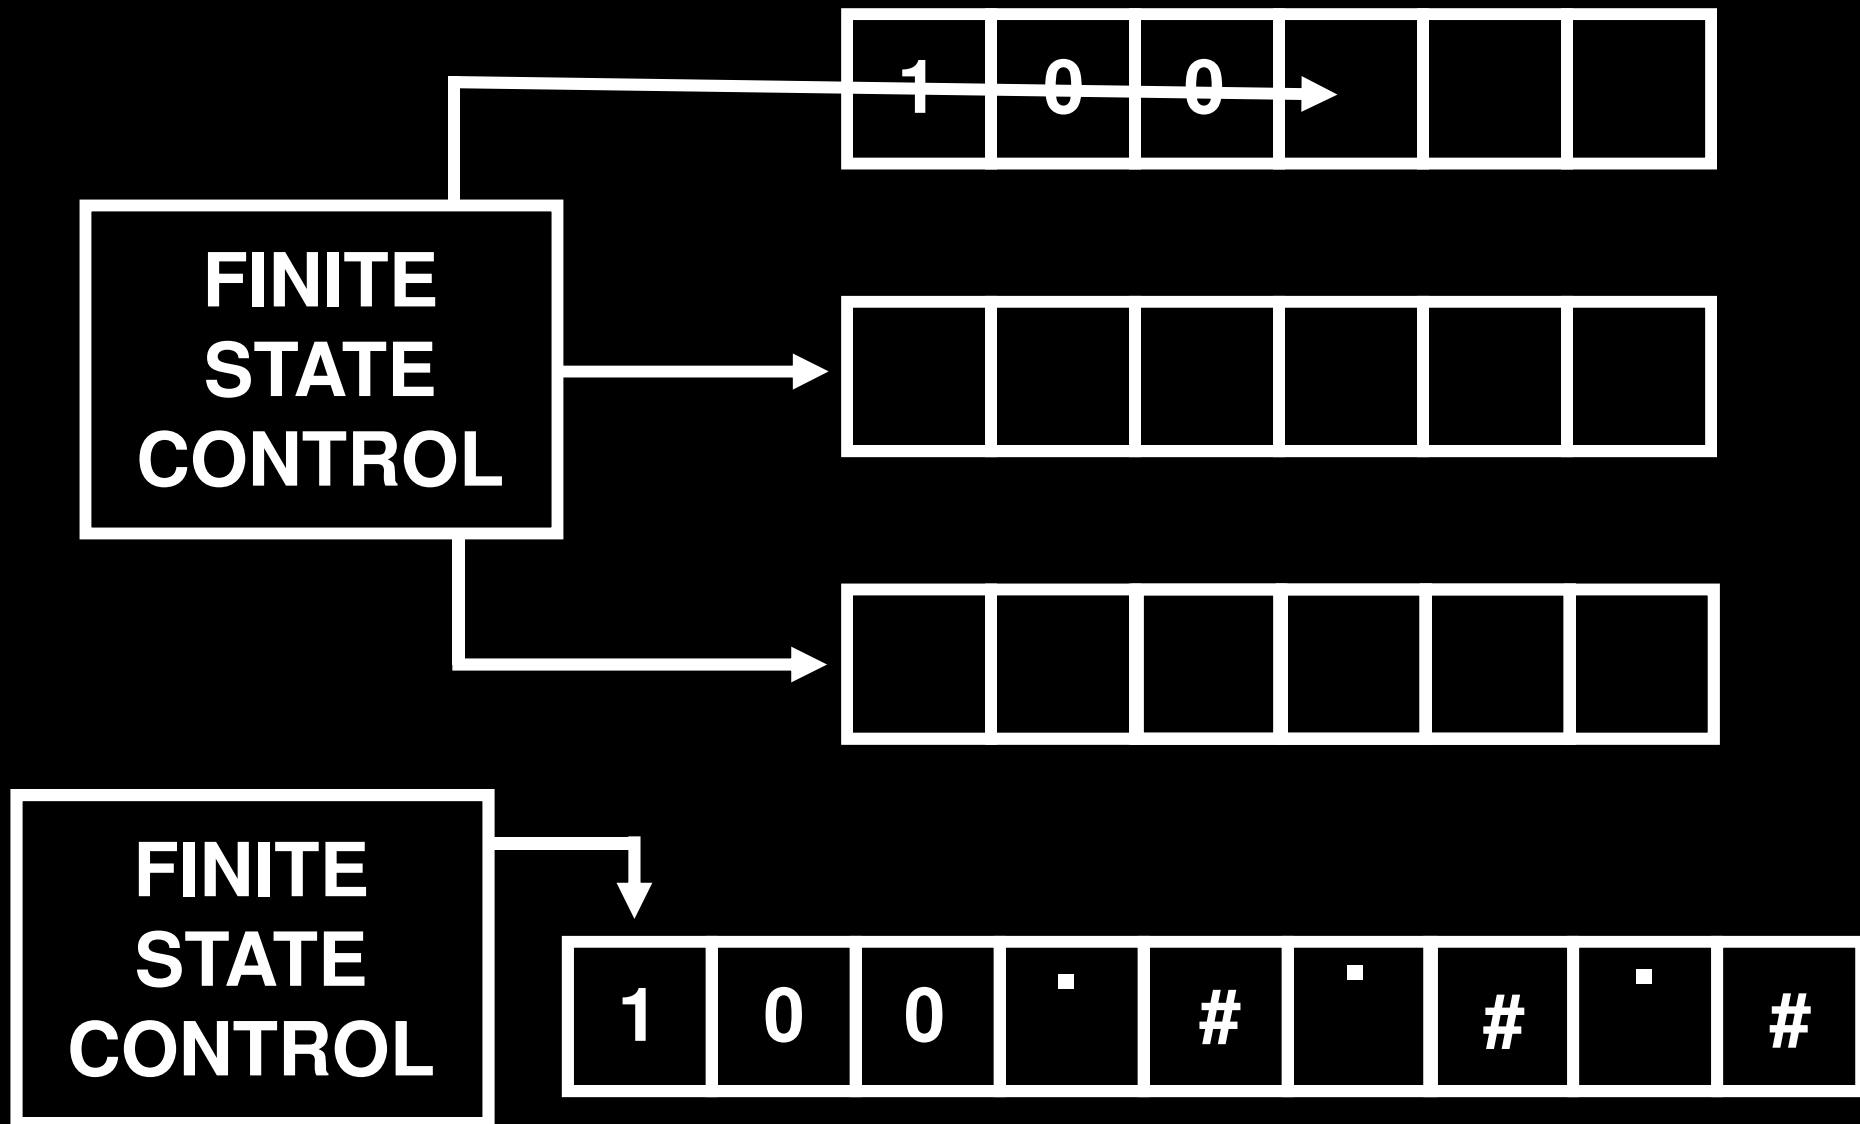 1 0 0
FINITE
STATE
CONTROL
FINITE
STATE
CONTROL
1 0 0 . # . # . #